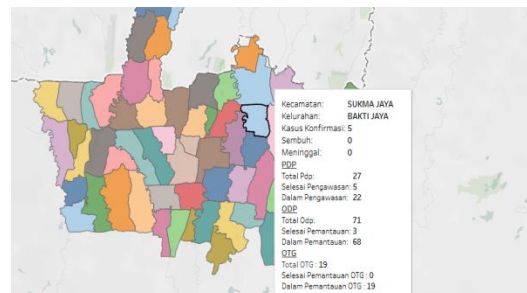 Kecamatan: SUKMA JAYA
Kelurahan: BAKTI JAYA
Kasus Konfirmasi: 5
Sembuh: 0
Meninggal: 0
PDP
Total Pdp: 27
Selesai Pengawasan: 5
Dalam Pengawasan: 22
ODP
Total Odp: 71
Selesai Pemantauan: 3
Dalam Pemantauan: 68
OTG
Total OTG : 19
Selesai Pemantauan OTG : 0
Dalam Pemantauan OTG : 19